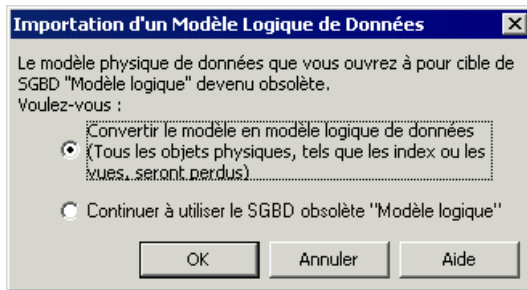 Importation d'un Modèle Logique de Données
Le modèle physique de données que vous ouvrez à pour cible de
SGBD "Modèle logique" devenu obsolète.
Voulez-vous :
Convertir le modèle en modèle logique de données
(Tous les objets physiques, tels que les index ou les
vues, seront perdus)
Continuer à utiliser le SGBD obsolète "Modèle logique"
OK
Annuler
Aide